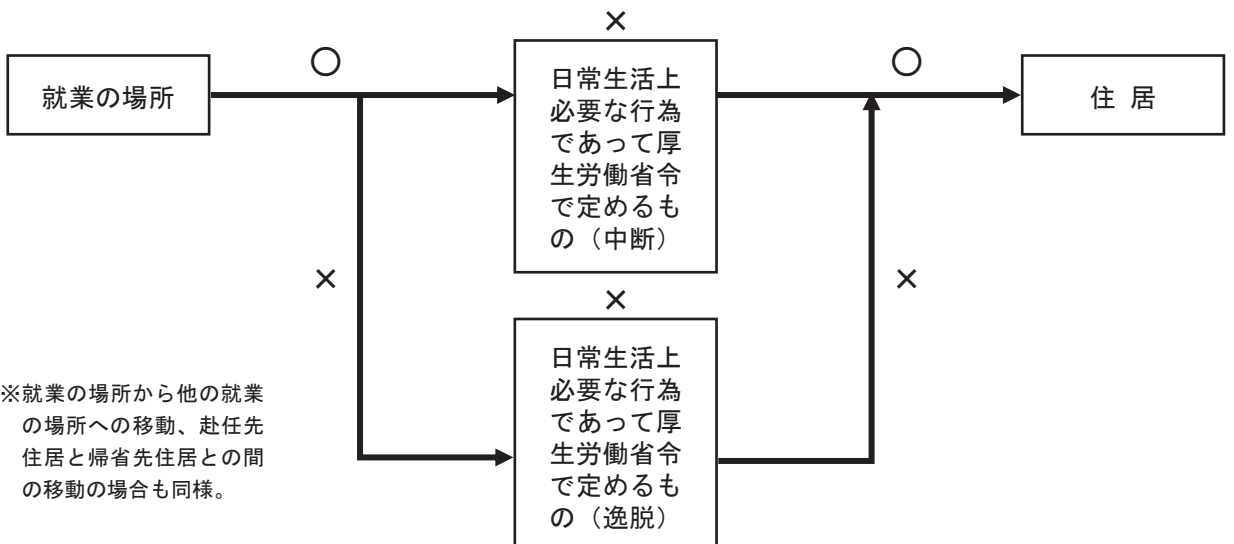 ×
○
○
就業の場所
日常生活上
必要な行為
であって厚
生労働省令
で定めるも
の（中断）
住 居
×
×
×
日常生活上
必要な行為
であって厚
生労働省令
で定めるも
の（逸脱）
※就業の場所から他の就業
の場所への移動、赴任先
住居と帰省先住居との間
の移動の場合も同様。